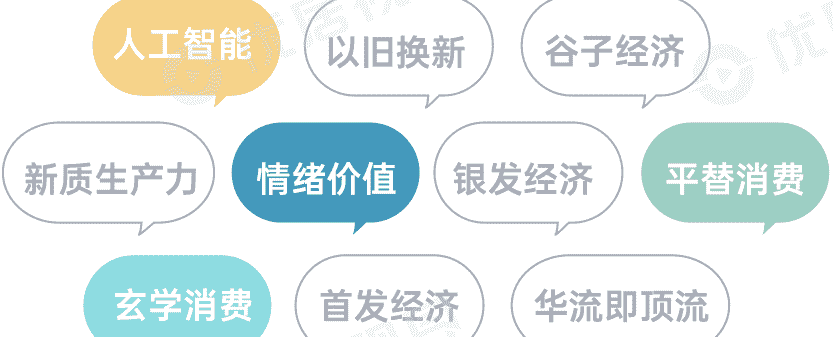 人工智能 以旧换新 谷子经济
新质生产力 情绪价值 银发经济 平替消费
玄学消费 首发经济 华流即顶流